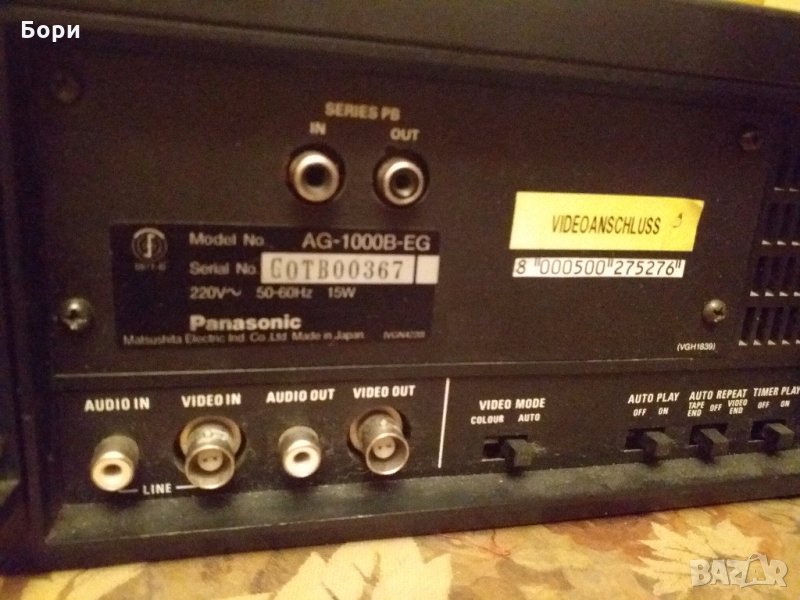 Бори
SERIES PB
IN OUT
Model No. AG-1000B-EG
Serial No. GOTB00367
220V~ 50-60Hz 15W
Panasonic
Matsushita Electric Ind. Co.,Ltd. Made in Japan
VIDEOANSCHLUSS
8 "000500"275276"
(VGH1839)
AUDIO IN VIDEO IN AUDIO OUT VIDEO OUT
LINE
VIDEO MODE
COLOUR AUTO
AUTO PLAY
OFF ON
AUTO REPEAT
TAPE END OFF VIDEO END
TIMER PLAY
OFF ON
BAZAR